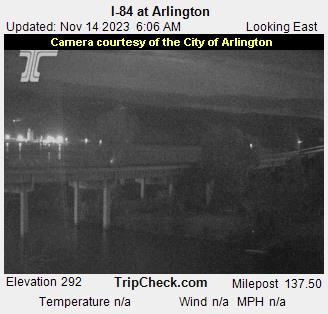 I-84 at Arlington
Updated: Nov 14 2023 6:06 AM Looking East
Camera courtesy of the City of Arlington
Elevation 292 TripCheck.com Milepost 137.50
Temperature n/a Wind n/a MPH n/a